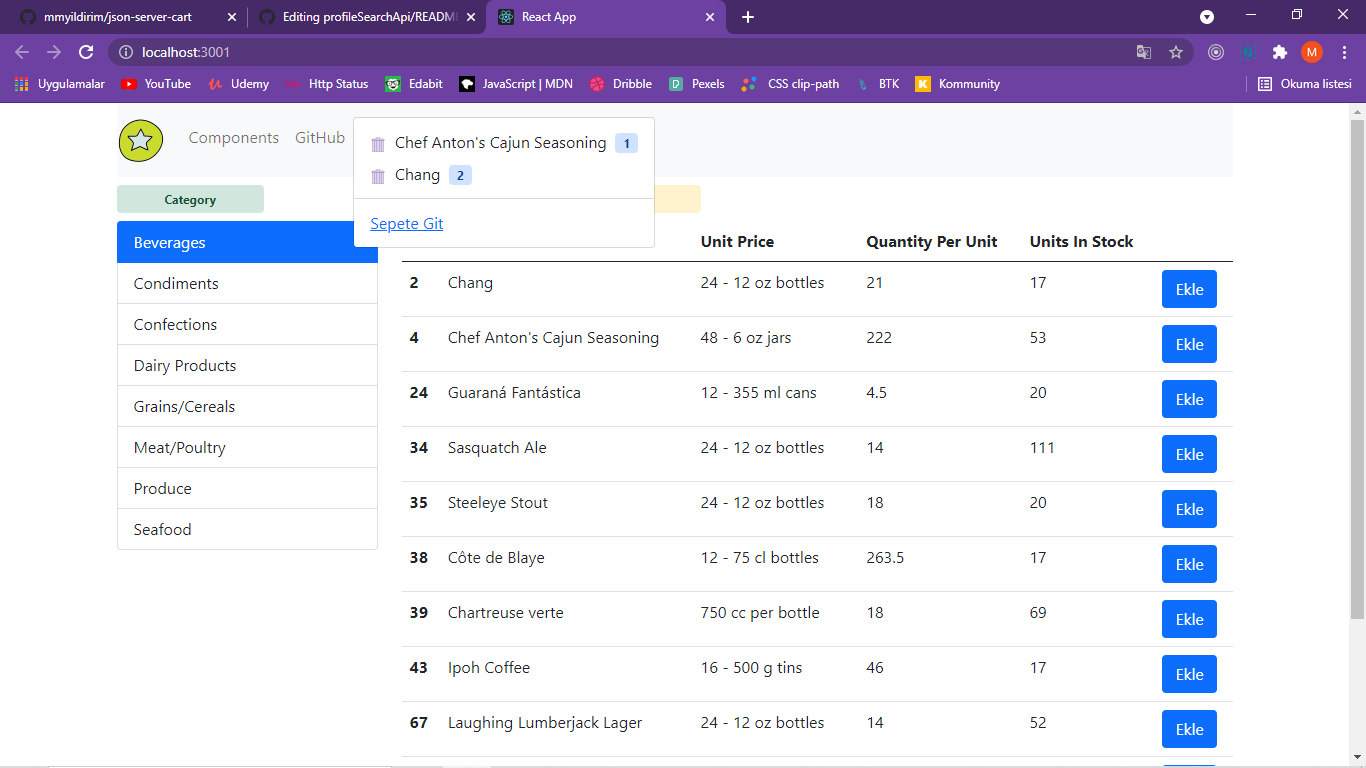 mmyildirim/json-server-cart
Editing profileSearchApi/READM
React App
localhost:3001
M
Uygulamalar
YouTube
Udemy
Http Status
Edabit
JavaScript | MDN
Dribble
Pexels
CSS clip-path
BTK
Kommunity
Okuma listesi
Components GitHub
Chef Anton's Cajun Seasoning 1
Chang 2
Sepete Git
Category
Beverages
Condiments
Confections
Dairy Products
Grains/Cereals
Meat/Poultry
Produce
Seafood
Unit Price Quantity Per Unit Units In Stock
2 Chang 24 - 12 oz bottles 21 17 Ekle
4 Chef Anton's Cajun Seasoning 48 - 6 oz jars 222 53 Ekle
24 Guaraná Fantástica 12 - 355 ml cans 4.5 20 Ekle
34 Sasquatch Ale 24 - 12 oz bottles 14 111 Ekle
35 Steeleye Stout 24 - 12 oz bottles 18 20 Ekle
38 Côte de Blaye 12 - 75 cl bottles 263.5 17 Ekle
39 Chartreuse verte 750 cc per bottle 18 69 Ekle
43 Ipoh Coffee 16 - 500 g tins 46 17 Ekle
67 Laughing Lumberjack Lager 24 - 12 oz bottles 14 52 Ekle